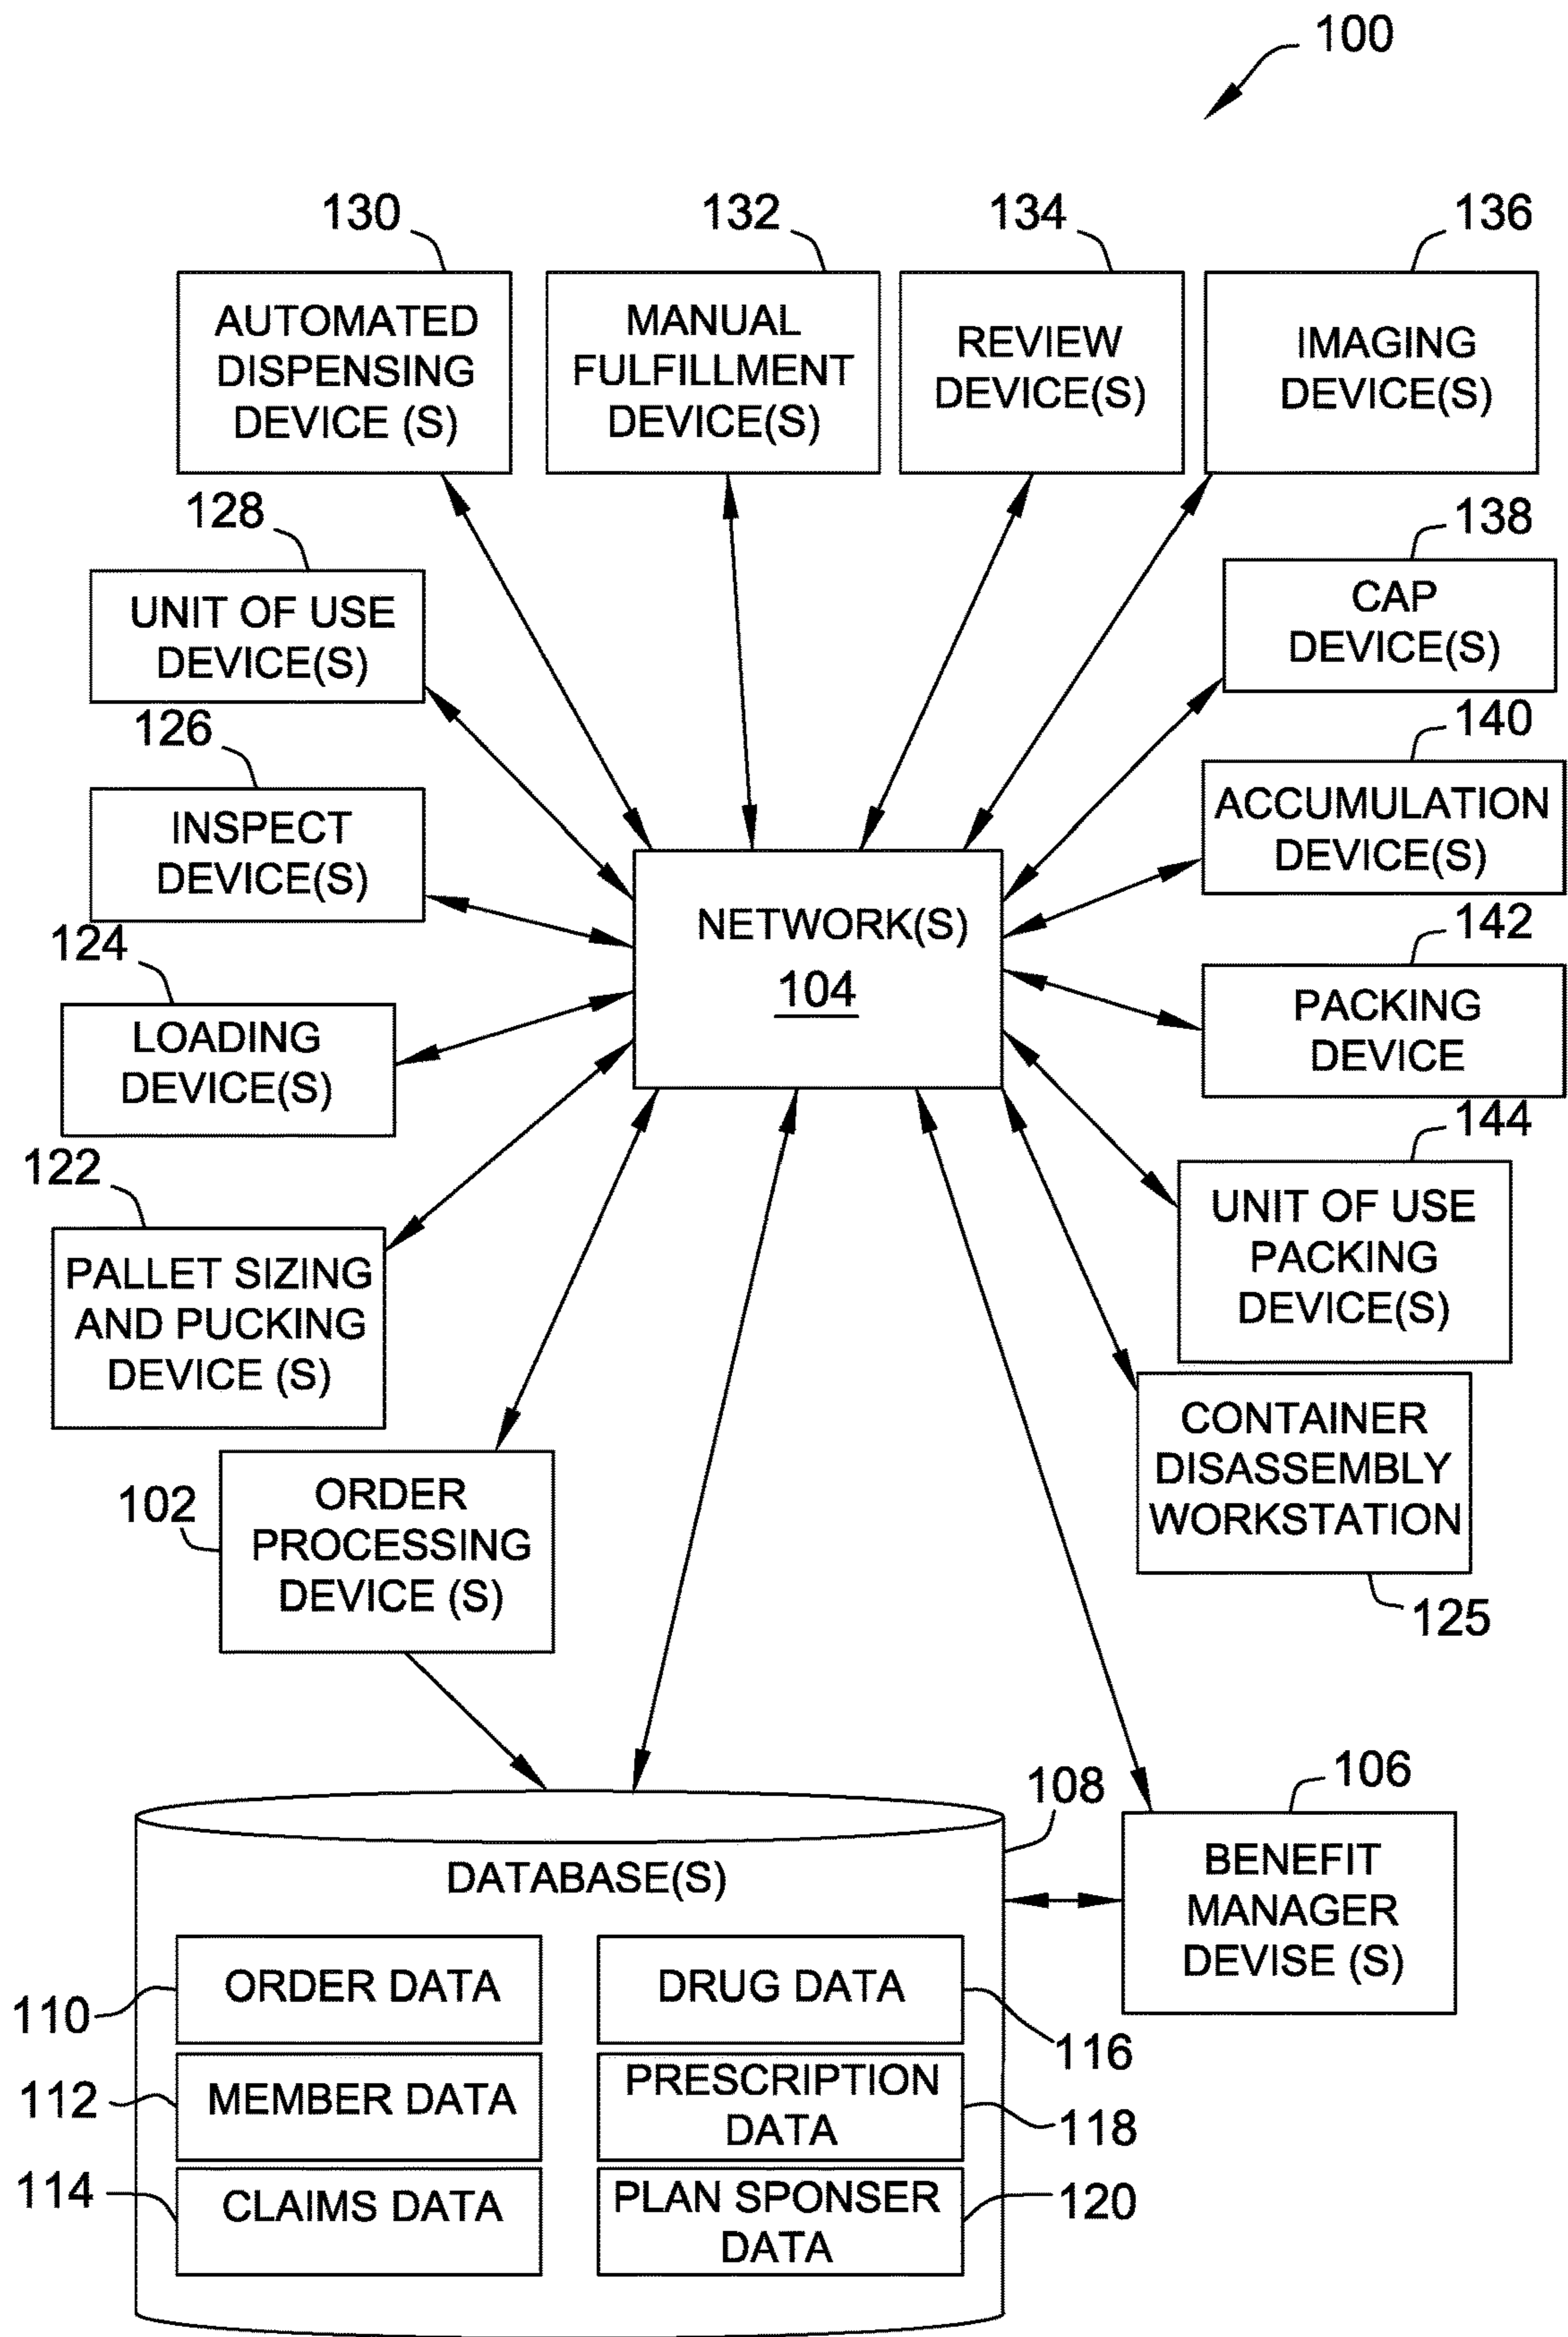 100
130
132
134
136
AUTOMATED
DISPENSING
DEVICE (S)
MANUAL
FULFILLMENT
DEVICE(S)
REVIEW
DEVICE(S)
IMAGING
DEVICE(S)
128
138
UNIT OF USE
DEVICE(S)
CAP
DEVICE(S)
126
140
INSPECT
DEVICE(S)
ACCUMULATION
DEVICE(S)
NETWORK(S)
104
124
142
LOADING
DEVICE(S)
PACKING
DEVICE
122
144
PALLET SIZING
AND PUCKING
DEVICE (S)
UNIT OF USE
PACKING
DEVICE(S)
102
ORDER
PROCESSING
DEVICE (S)
CONTAINER
DISASSEMBLY
WORKSTATION
125
108
106
DATABASE(S)
BENEFIT
MANAGER
DEVISE (S)
110
ORDER DATA
DRUG DATA
116
112
MEMBER DATA
PRESCRIPTION
DATA
118
114
CLAIMS DATA
PLAN SPONSER
DATA
120